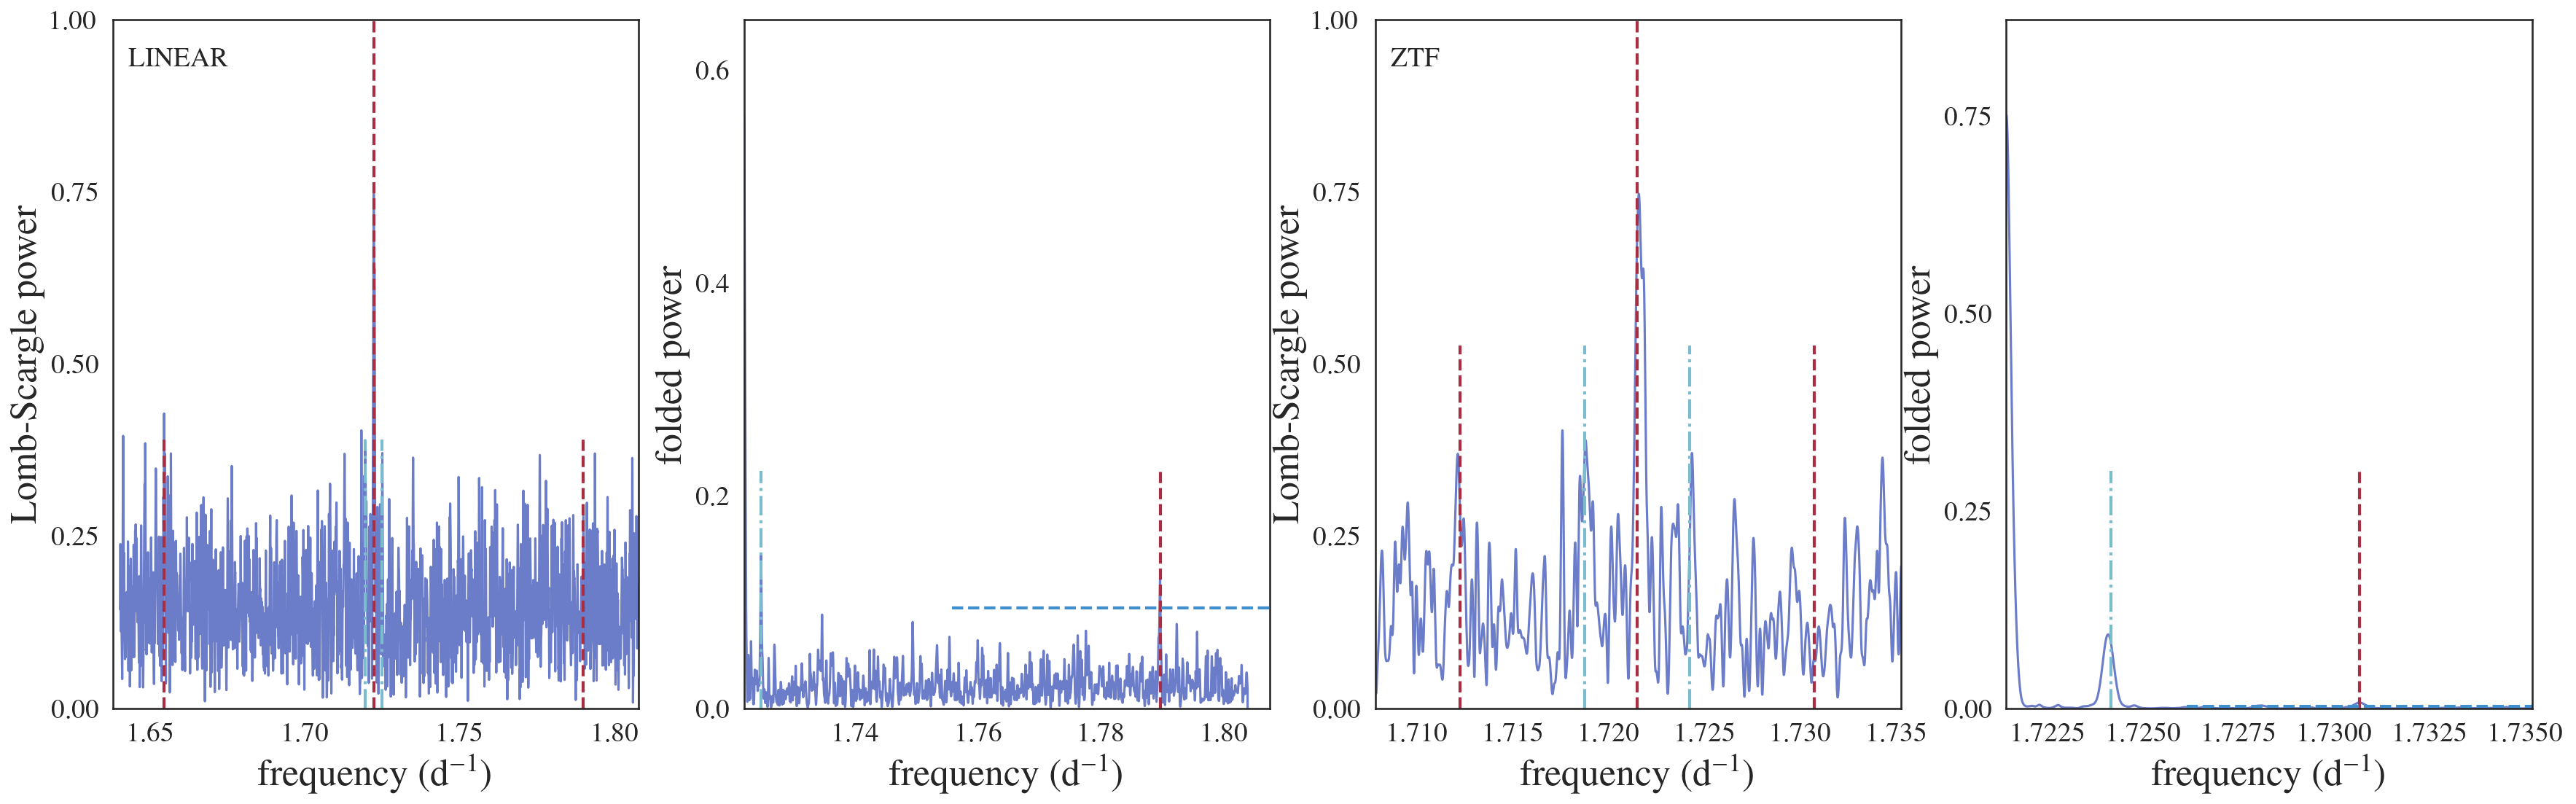 LINEAR
Lomb-Scargle power
1.00
0.75
0.50
0.25
0.00
1.65 1.70 1.75 1.80
frequency (d⁻¹)
folded power
0.6
0.4
0.2
0.0
1.74 1.76 1.78 1.80
frequency (d⁻¹)
ZTF
Lomb-Scargle power
1.00
0.75
0.50
0.25
0.00
1.710 1.715 1.720 1.725 1.730 1.735
frequency (d⁻¹)
folded power
0.75
0.50
0.25
0.00
1.7225 1.7250 1.7275 1.7300 1.7325 1.7350
frequency (d⁻¹)